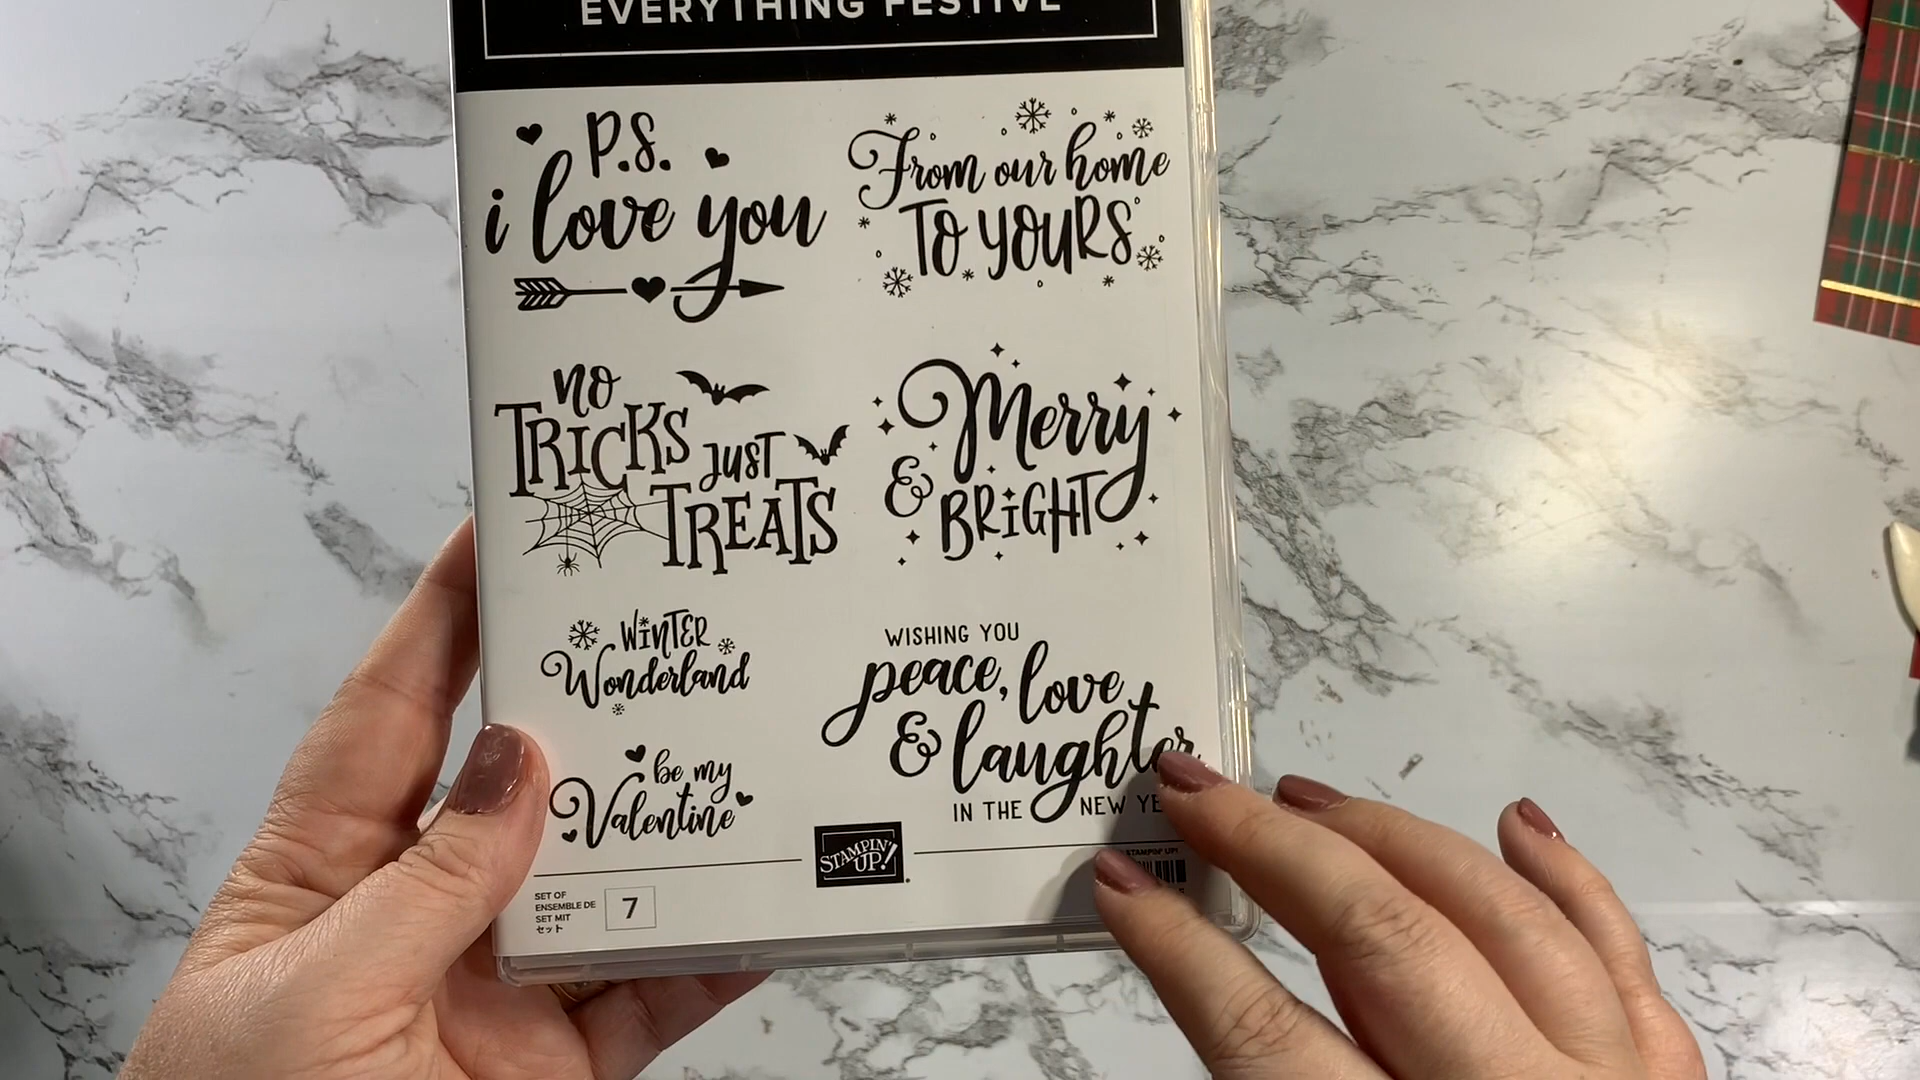 EVERYTHING FESTIVE
P.S.
i love you
From our home
TO YOURS
no
TRICKS
JUST
TREATS
Merry
& BRiGHT
WiNTER
Wonderland
be my
Valentine
WISHING YOU
peace, love
& laughter
IN THE NEW
STAMPIN' UP!
SET OF
ENSEMBLE DE
SET MIT
セット
7
STAMPIN' UP!